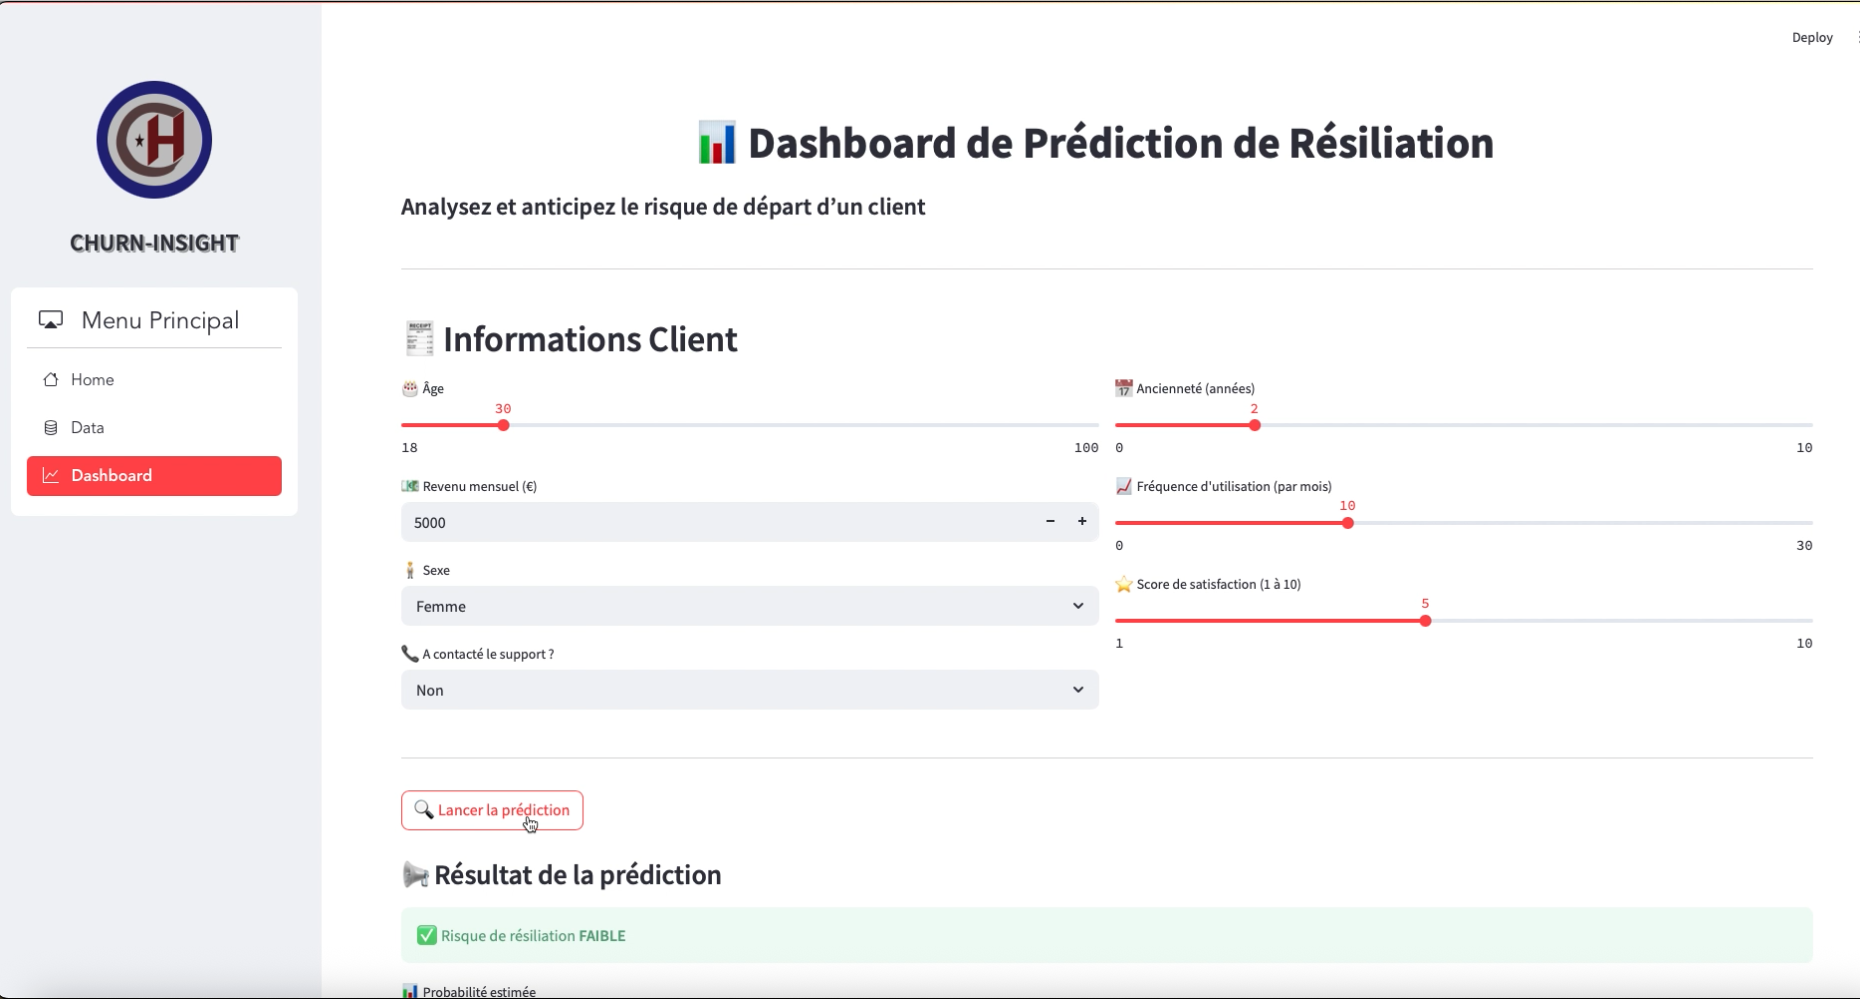 Deploy
CHURN-INSIGHT
Menu Principal
Home
Data
Dashboard
Dashboard de Prédiction de Résiliation
Analysez et anticipez le risque de départ d’un client
Informations Client
Âge
30
18
100
Revenu mensuel (€)
5000
Sexe
Femme
A contacté le support ?
Non
Ancienneté (années)
2
0
10
Fréquence d'utilisation (par mois)
10
0
30
Score de satisfaction (1 à 10)
5
1
10
Lancer la prédiction
Résultat de la prédiction
Risque de résiliation FAIBLE
Probabilité estimée